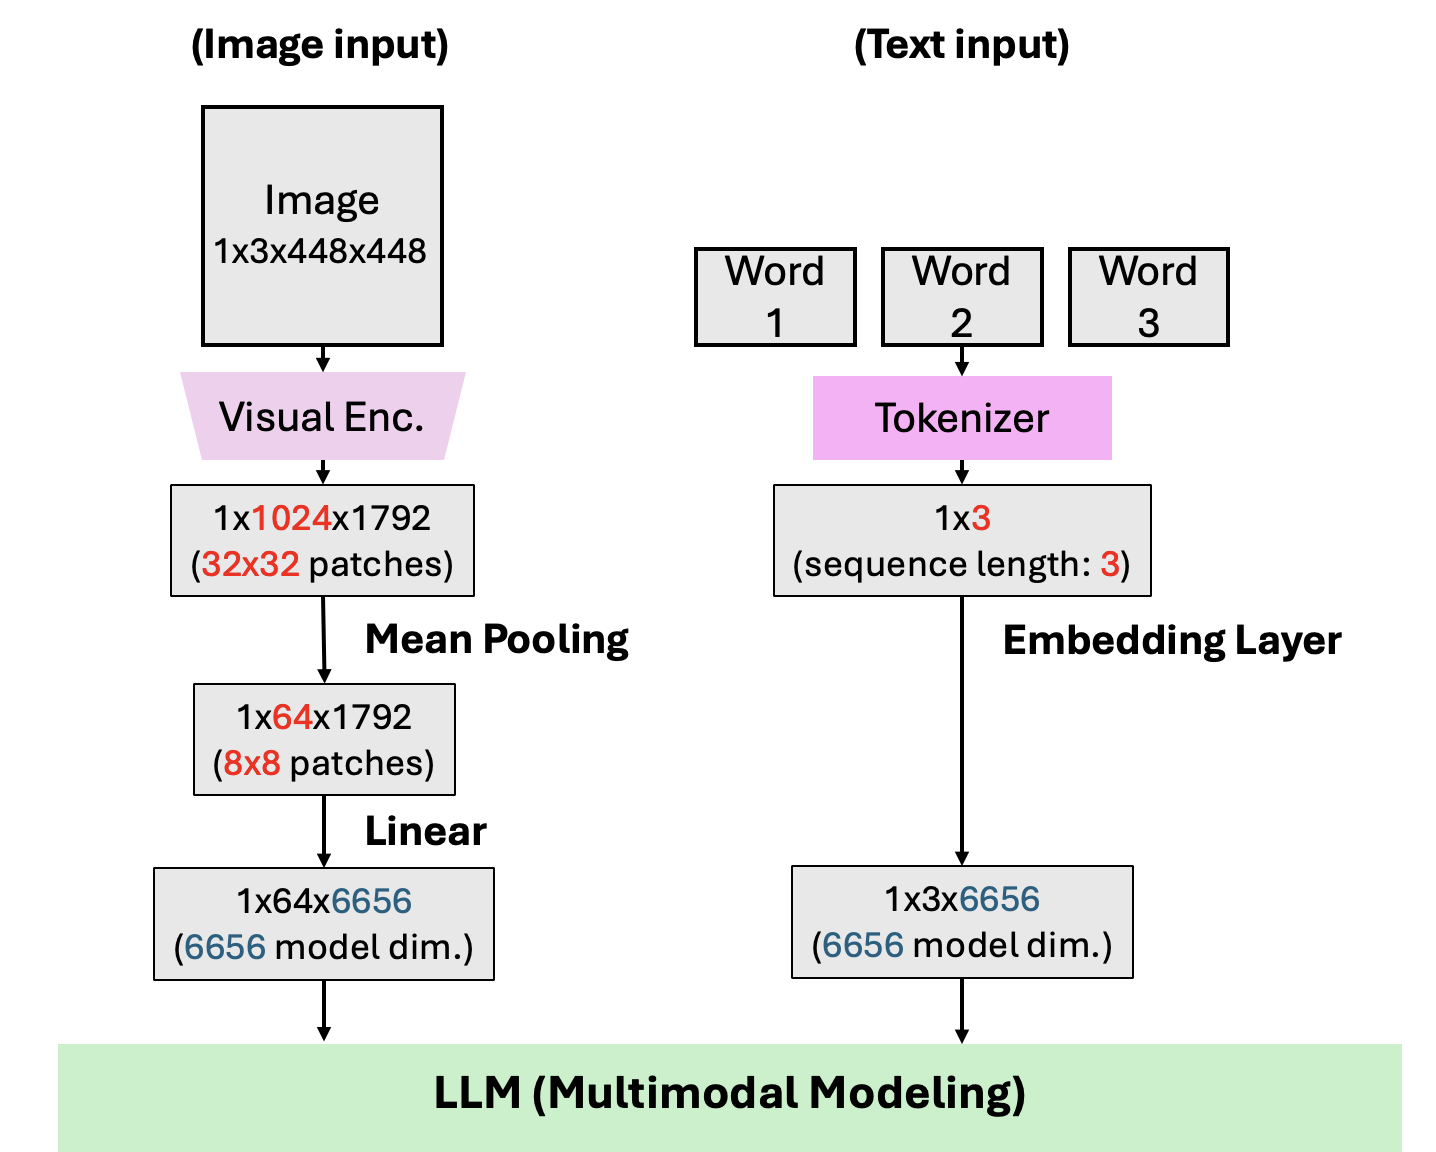 (Image input)
Image
1x3x448x448
Visual Enc.
1x1024x1792
(32x32 patches)
Mean Pooling
1x64x1792
(8x8 patches)
Linear
1x64x6656
(6656 model dim.)
(Text input)
Word
1
Word
2
Word
3
Tokenizer
1x3
(sequence length: 3)
Embedding Layer
1x3x6656
(6656 model dim.)
LLM (Multimodal Modeling)